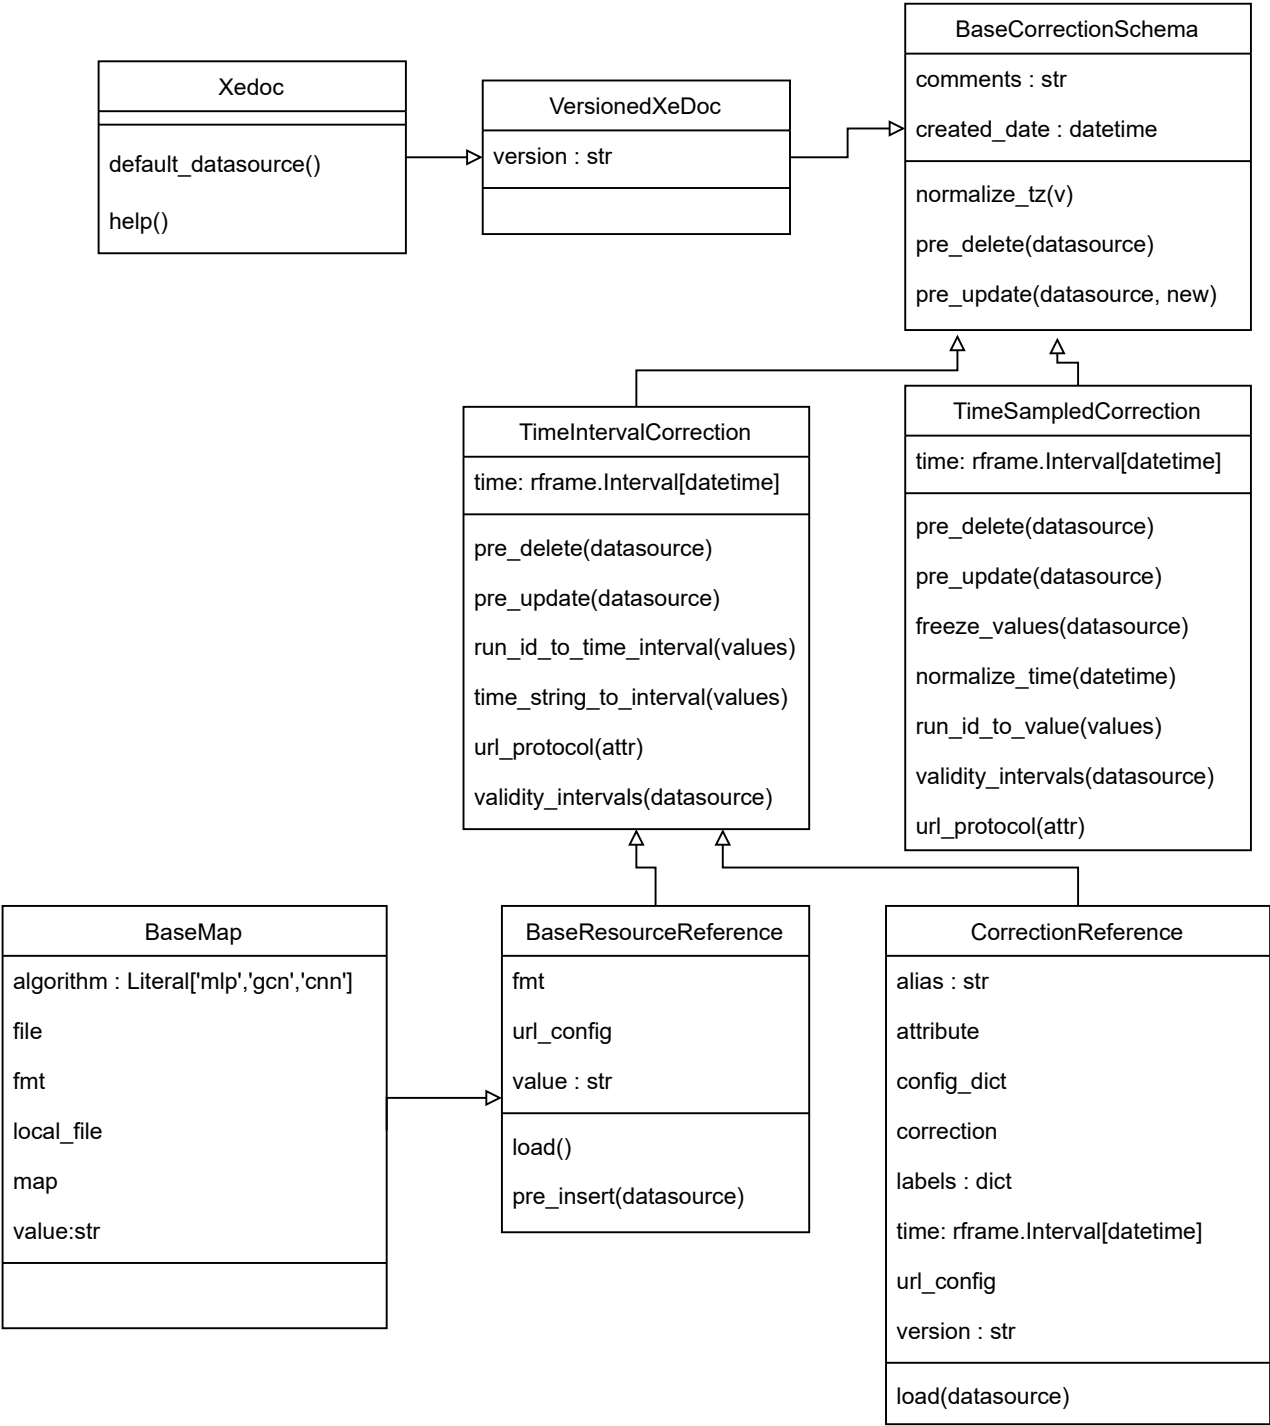 BaseCorrectionSchema
comments : str
created_date : datetime
normalize_tz(v)
pre_delete(datasource)
pre_update(datasource, new)
Xedoc
default_datasource()
help()
VersionedXeDoc
version : str
TimeIntervalCorrection
time: rframe.Interval[datetime]
pre_delete(datasource)
pre_update(datasource)
run_id_to_time_interval(values)
time_string_to_interval(values)
url_protocol(attr)
validity_intervals(datasource)
TimeSampledCorrection
time: rframe.Interval[datetime]
pre_delete(datasource)
pre_update(datasource)
freeze_values(datasource)
normalize_time(datetime)
run_id_to_value(values)
validity_intervals(datasource)
url_protocol(attr)
BaseMap
algorithm : Literal['mlp','gcn','cnn']
file
fmt
local_file
map
value:str
BaseResourceReference
fmt
url_config
value : str
load()
pre_insert(datasource)
CorrectionReference
alias : str
attribute
config_dict
correction
labels : dict
time: rframe.Interval[datetime]
url_config
version : str
load(datasource)